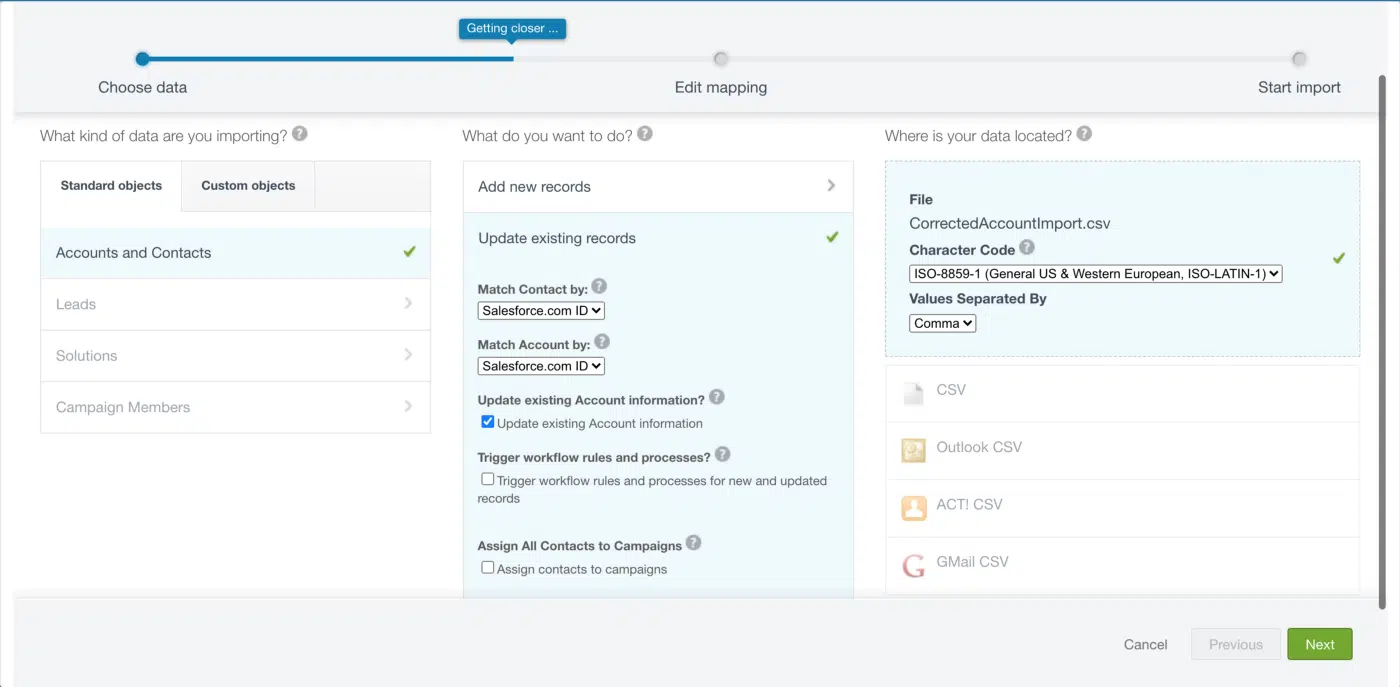 Getting closer ...
Choose data
Edit mapping
Start import
What kind of data are you importing? ?
Standard objects
Custom objects
Accounts and Contacts
Leads
Solutions
Campaign Members
What do you want to do? ?
Add new records
Update existing records
Match Contact by: ?
Salesforce.com ID
Match Account by: ?
Salesforce.com ID
Update existing Account information? ?
Update existing Account information
Trigger workflow rules and processes? ?
Trigger workflow rules and processes for new and updated
records
Assign All Contacts to Campaigns ?
Assign contacts to campaigns
Where is your data located? ?
File
CorrectedAccountImport.csv
Character Code ?
ISO-8859-1 (General US & Western European, ISO-LATIN-1)
Values Separated By
Comma
CSV
Outlook CSV
ACT! CSV
G
GMail CSV
Cancel
Previous
Next